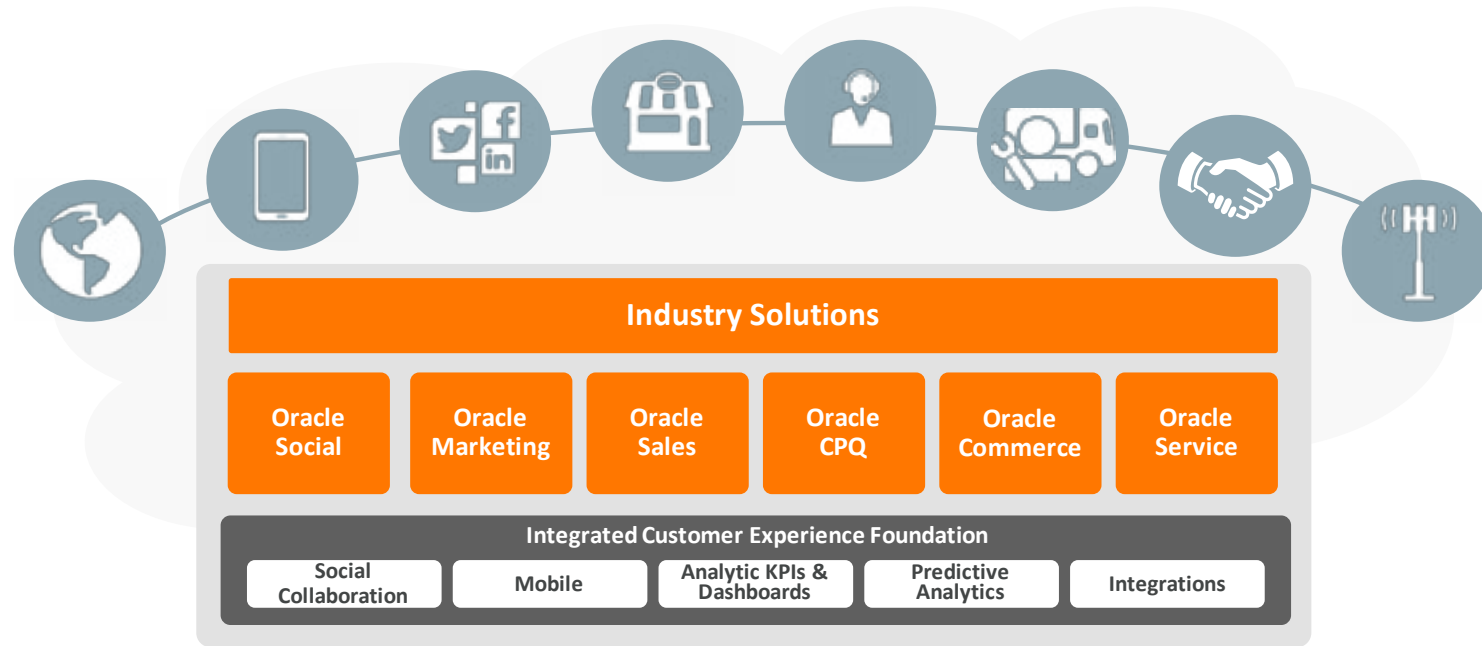 f
in
Industry Solutions
Oracle
Social
Oracle
Marketing
Oracle
Sales
Oracle
CPQ
Oracle
Commerce
Oracle
Service
Integrated Customer Experience Foundation
Social
Collaboration
Mobile
Analytic KPIs &
Dashboards
Predictive
Analytics
Integrations